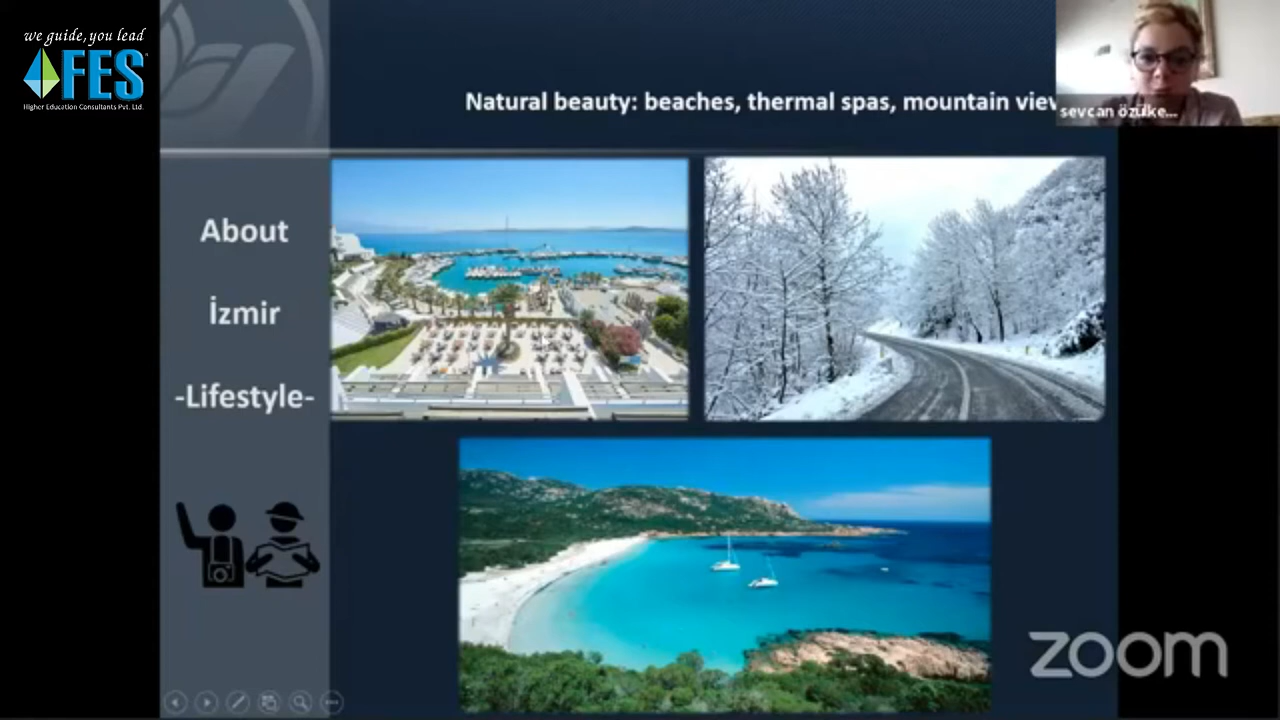 we guide, you lead
FES
Higher Education Consultants Pvt. Ltd.
Natural beauty: beaches, thermal spas, mountain view
sevcan özülke...
About
İzmir
-Lifestyle-
zoom